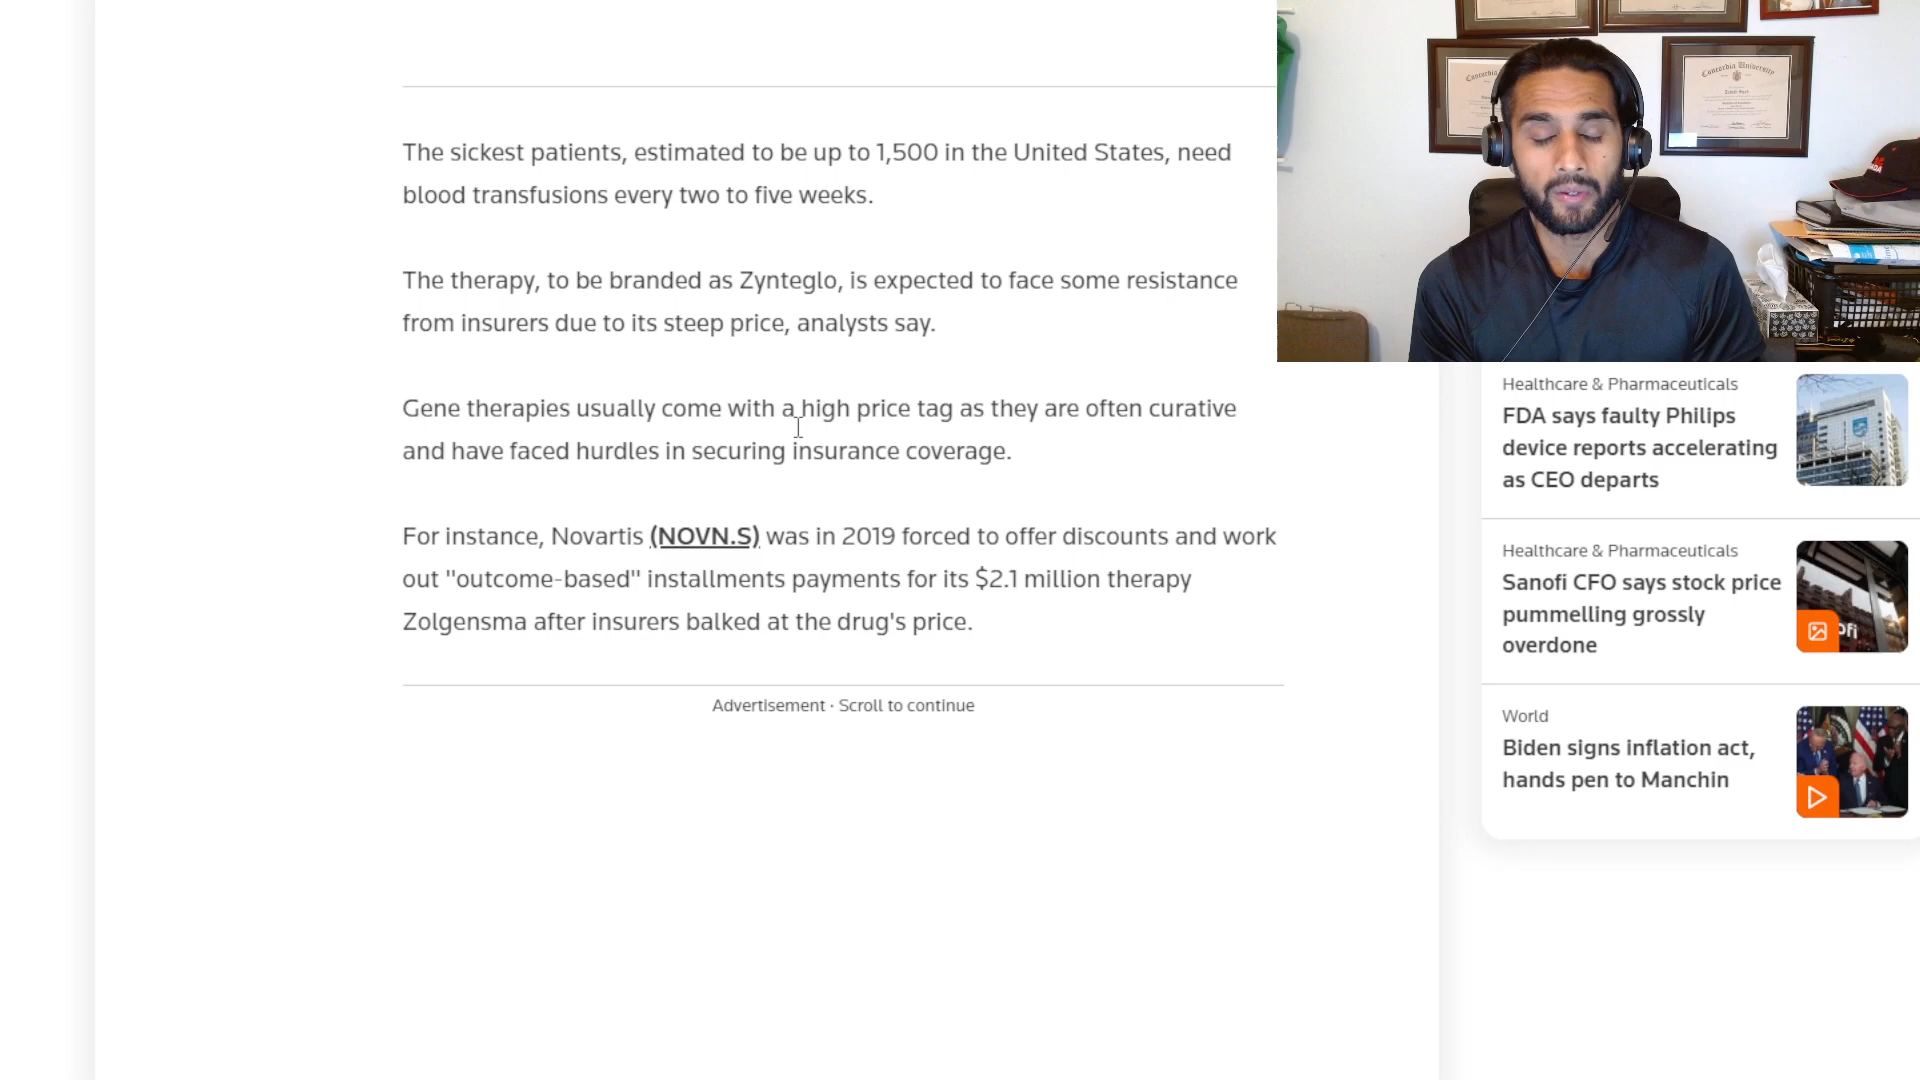 The sickest patients, estimated to be up to 1,500 in the United States, need
blood transfusions every two to five weeks.
The therapy, to be branded as Zynteglo, is expected to face some resistance
from insurers due to its steep price, analysts say.
Gene therapies usually come with a high price tag as they are often curative
and have faced hurdles in securing insurance coverage.
For instance, Novartis (NOVN.S) was in 2019 forced to offer discounts and work
out "outcome-based" installments payments for its $2.1 million therapy
Zolgensma after insurers balked at the drug's price.
Advertisement · Scroll to continue
Concordia University
Healthcare & Pharmaceuticals
FDA says faulty Philips
device reports accelerating
as CEO departs
Healthcare & Pharmaceuticals
Sanofi CFO says stock price
pummelling grossly
overdone
World
Biden signs inflation act,
hands pen to Manchin